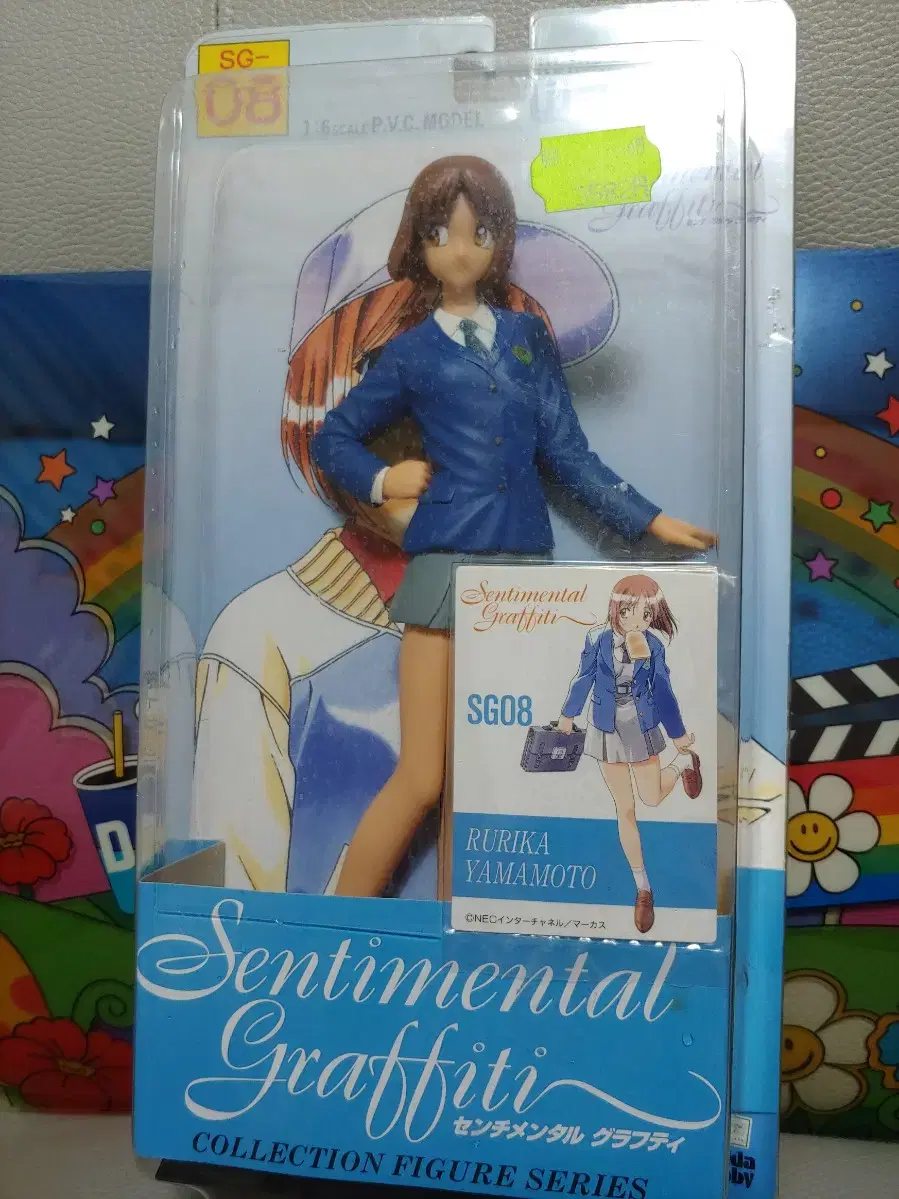 SG-
08
1:6 SCALE P.V.C. MODEL
Sentimental
Graffiti
Sentimental
Graffiti
SG08
RURIKA
YAMAMOTO
©NECインターチャネル／マーカス
Sentimental
Graffiti
センチメンタル グラフティ
COLLECTION FIGURE SERIES
D